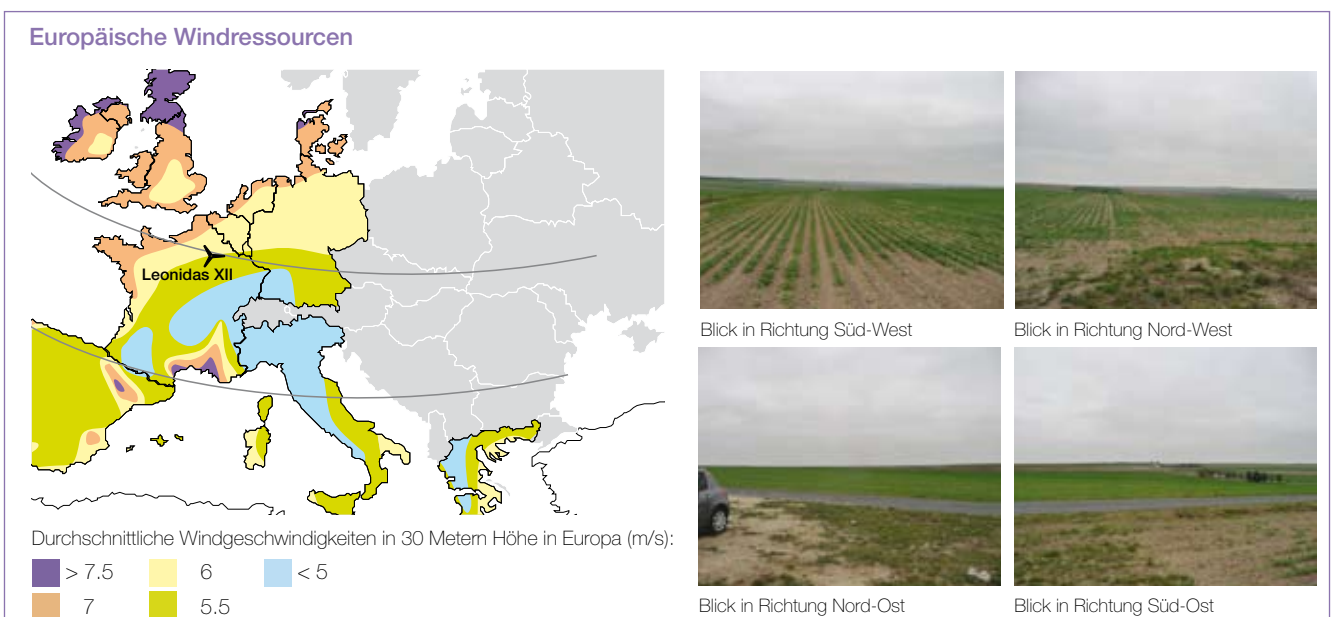 Europäische Windressourcen
Leonidas XII
Durchschnittliche Windgeschwindigkeiten in 30 Metern Höhe in Europa (m/s):
> 7.5 6 < 5
7 5.5
Blick in Richtung Süd-West
Blick in Richtung Nord-West
Blick in Richtung Nord-Ost
Blick in Richtung Süd-Ost